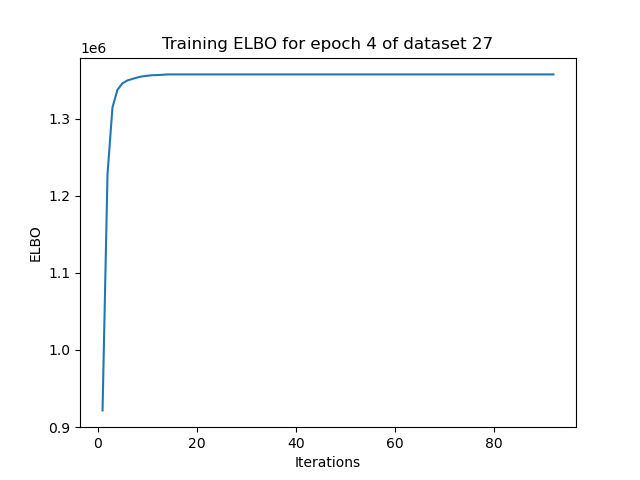 Training ELBO for epoch 4 of dataset 27
1e6
1.3
1.2
1.1
1.0
0.9
ELBO
0 20 40 60 80
Iterations